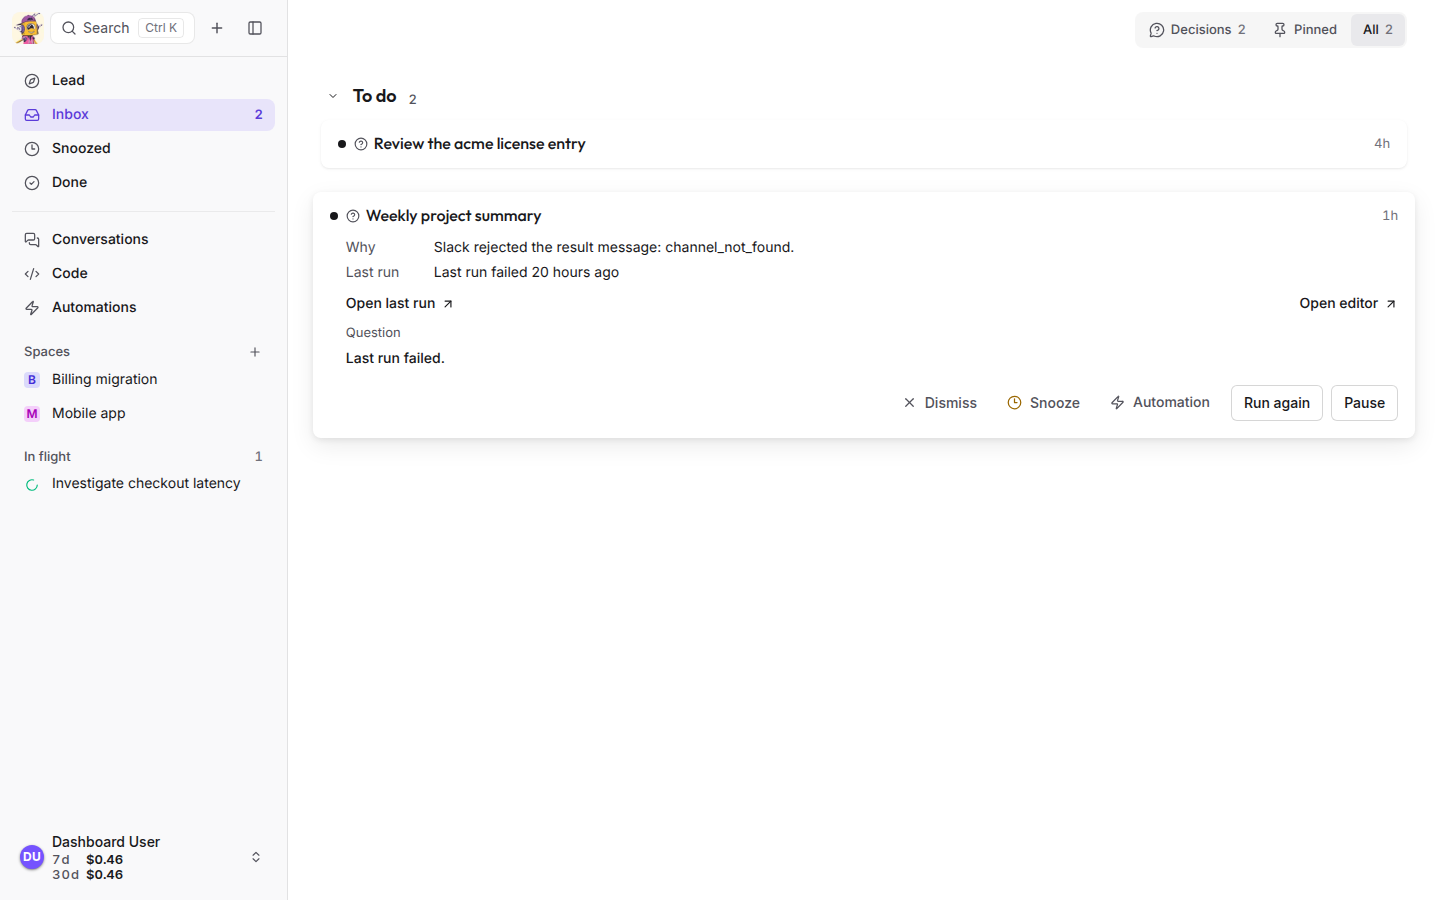 Search Ctrl K
Decisions 2 Pinned All 2
Lead
Inbox 2
Snoozed
Done
Conversations
Code
Automations
Spaces
B Billing migration
M Mobile app
In flight 1
Investigate checkout latency
DU Dashboard User
7d $0.46
30d $0.46
To do 2
Review the acme license entry 4h
Weekly project summary 1h
Why Slack rejected the result message: channel_not_found.
Last run Last run failed 20 hours ago
Open last run Open editor
Question
Last run failed.
Dismiss Snooze Automation Run again Pause